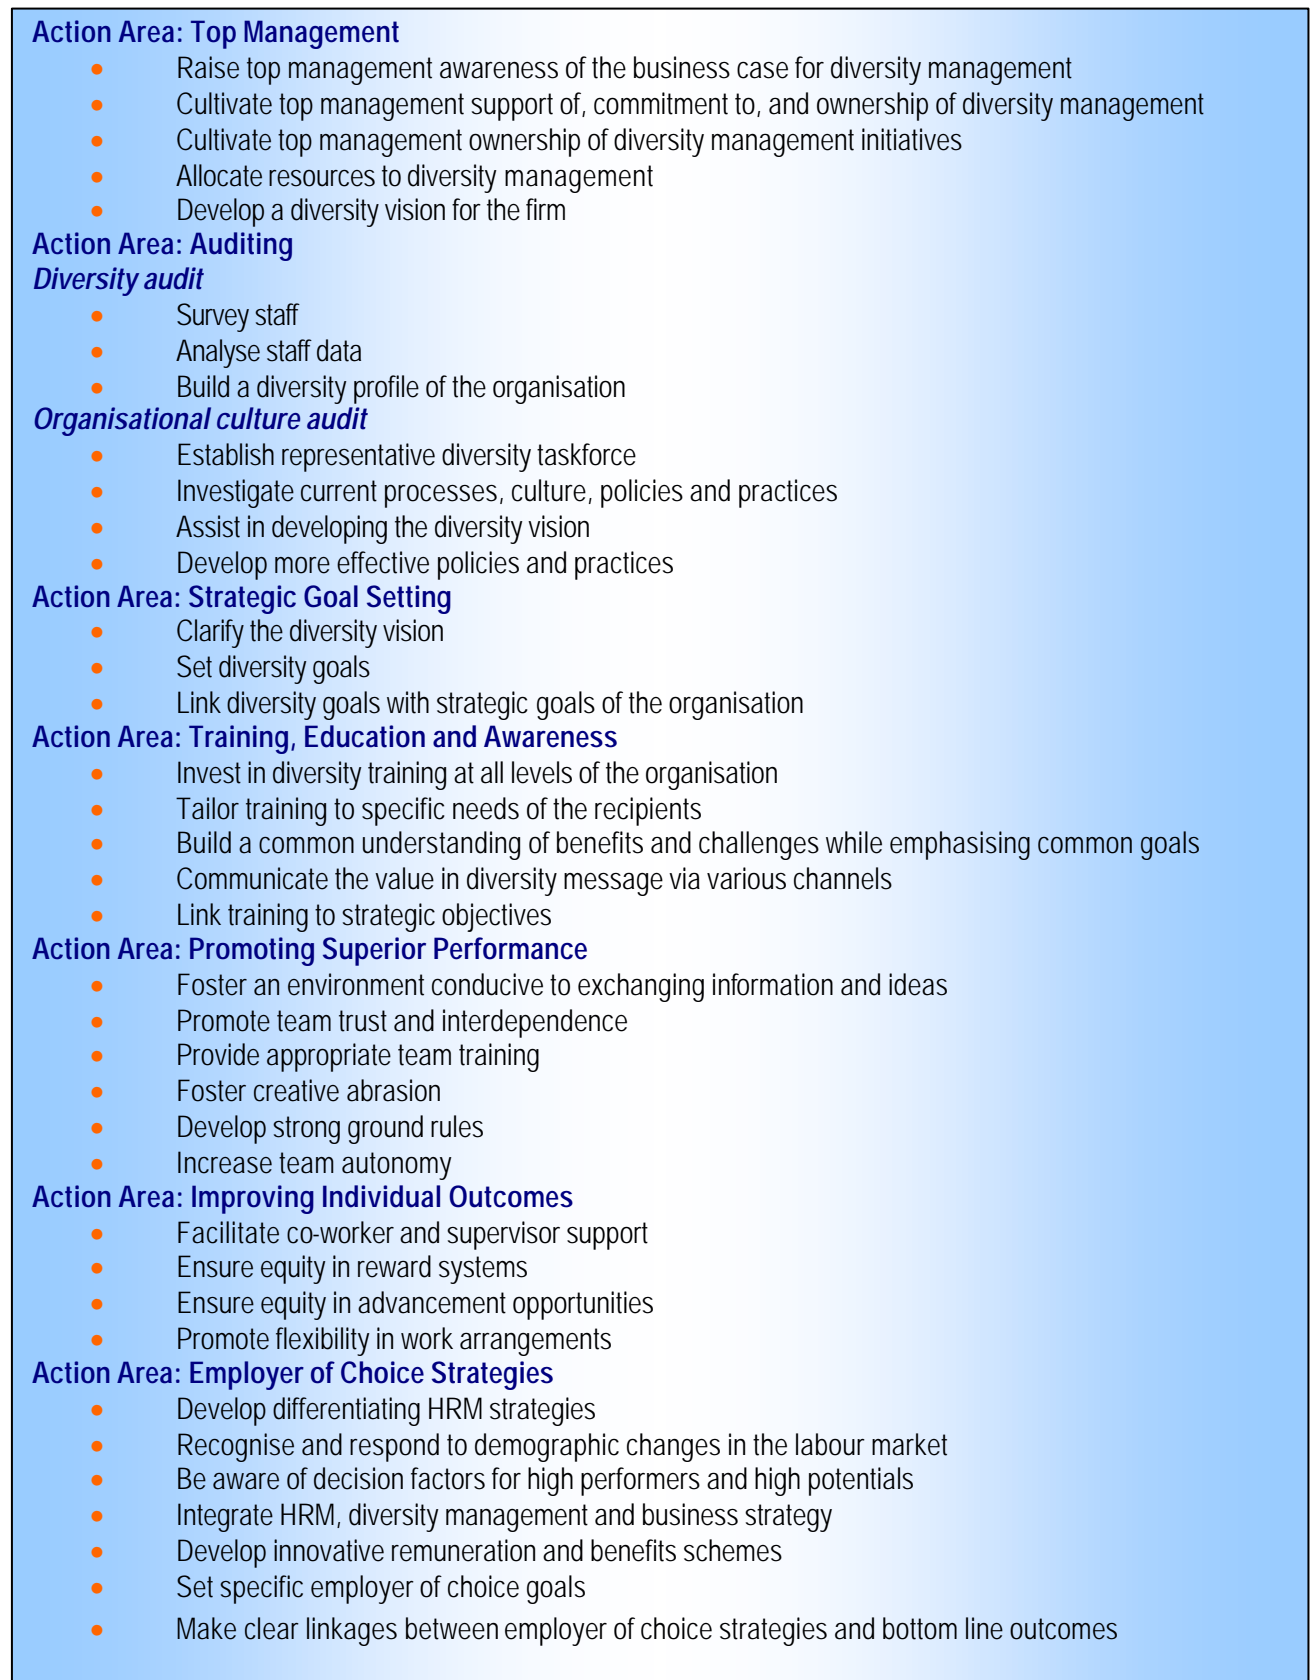 Action Area: Top Management
• Raise top management awareness of the business case for diversity management
• Cultivate top management support of, commitment to, and ownership of diversity management
• Cultivate top management ownership of diversity management initiatives
• Allocate resources to diversity management
• Develop a diversity vision for the firm
Action Area: Auditing
Diversity audit
• Survey staff
• Analyse staff data
• Build a diversity profile of the organisation
Organisational culture audit
• Establish representative diversity taskforce
• Investigate current processes, culture, policies and practices
• Assist in developing the diversity vision
• Develop more effective policies and practices
Action Area: Strategic Goal Setting
• Clarify the diversity vision
• Set diversity goals
• Link diversity goals with strategic goals of the organisation
Action Area: Training, Education and Awareness
• Invest in diversity training at all levels of the organisation
• Tailor training to specific needs of the recipients
• Build a common understanding of benefits and challenges while emphasising common goals
• Communicate the value in diversity message via various channels
• Link training to strategic objectives
Action Area: Promoting Superior Performance
• Foster an environment conducive to exchanging information and ideas
• Promote team trust and interdependence
• Provide appropriate team training
• Foster creative abrasion
• Develop strong ground rules
• Increase team autonomy
Action Area: Improving Individual Outcomes
• Facilitate co-worker and supervisor support
• Ensure equity in reward systems
• Ensure equity in advancement opportunities
• Promote flexibility in work arrangements
Action Area: Employer of Choice Strategies
• Develop differentiating HRM strategies
• Recognise and respond to demographic changes in the labour market
• Be aware of decision factors for high performers and high potentials
• Integrate HRM, diversity management and business strategy
• Develop innovative remuneration and benefits schemes
• Set specific employer of choice goals
• Make clear linkages between employer of choice strategies and bottom line outcomes